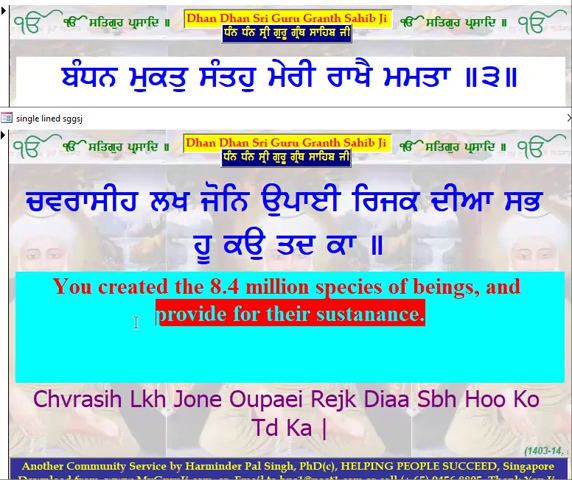 ੴ ਸਤਿਗੁਰ ਪ੍ਰਸਾਦਿ ॥ Dhan Dhan Sri Guru Granth Sahib Ji ੴ ਸਤਿਗੁਰ ਪ੍ਰਸਾਦਿ ॥ ੴ
ਧੰਨ ਧੰਨ ਸ੍ਰੀ ਗੁਰੂ ਗ੍ਰੰਥ ਸਾਹਿਬ ਜੀ
ਬੰਧਨ ਮੁਕਤੁ ਸੰਤਹੁ ਮੇਰੀ ਰਾਖੈ ਮਮਤਾ ॥੩॥
single lined sggsj
ੴ ੴ ਸਤਿਗੁਰ ਪ੍ਰਸਾਦਿ ॥ Dhan Dhan Sri Guru Granth Sahib Ji ੴ ਸਤਿਗੁਰ ਪ੍ਰਸਾਦਿ ॥ ੴ
ਧੰਨ ਧੰਨ ਸ੍ਰੀ ਗੁਰੂ ਗ੍ਰੰਥ ਸਾਹਿਬ ਜੀ
ਚਵਰਾਸੀਹ ਲਖ ਜੋਨਿ ਉਪਾਈ ਰਿਜਕ ਦੀਆ ਸਭ
ਹੂ ਕਉ ਤਦ ਕਾ ॥
You created the 8.4 million species of beings, and
provide for their sustanance.
Chvrasih Lkh Jone Oupaei Rejk Diaa Sbh Hoo Ko
Td Ka |
(1403-14,
Another Community Service by Harminder Pal Singh, PhD(c), HELPING PEOPLE SUCCEED, Singapore